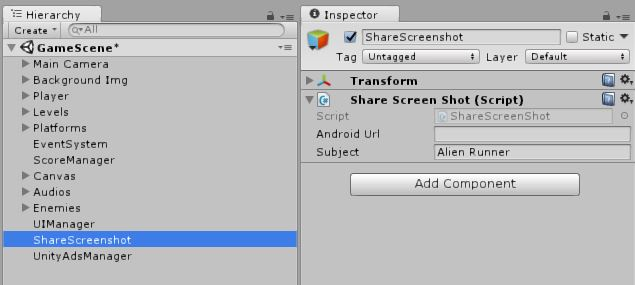 Hierarchy
Create All
GameScene*
Main Camera
Background Img
Player
Levels
Platforms
EventSystem
ScoreManager
Canvas
Audios
Enemies
UIManager
ShareScreenshot
UnityAdsManager
Inspector
ShareScreenshot Static
Tag Untagged Layer Default
Transform
Share Screen Shot (Script)
Script ShareScreenShot
Android Url
Subject Alien Runner
Add Component